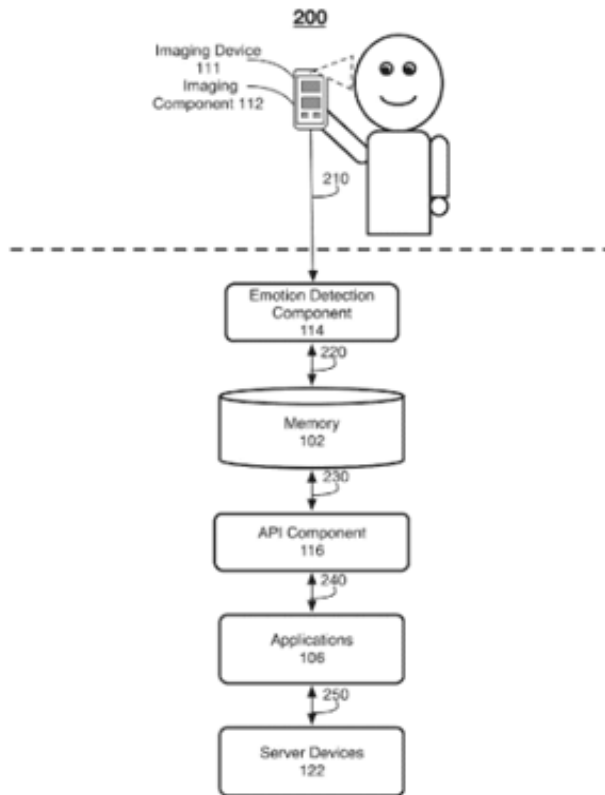 200
Imaging Device
111
Imaging
Component 112
210
Emotion Detection
Component
114
220
Memory
102
230
API Component
116
240
Applications
106
250
Server Devices
122